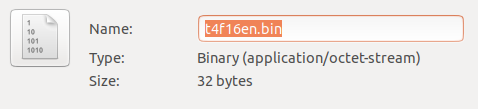 1
10
101
1010
Name: t4f16en.bin
Type: Binary (application/octet-stream)
Size: 32 bytes